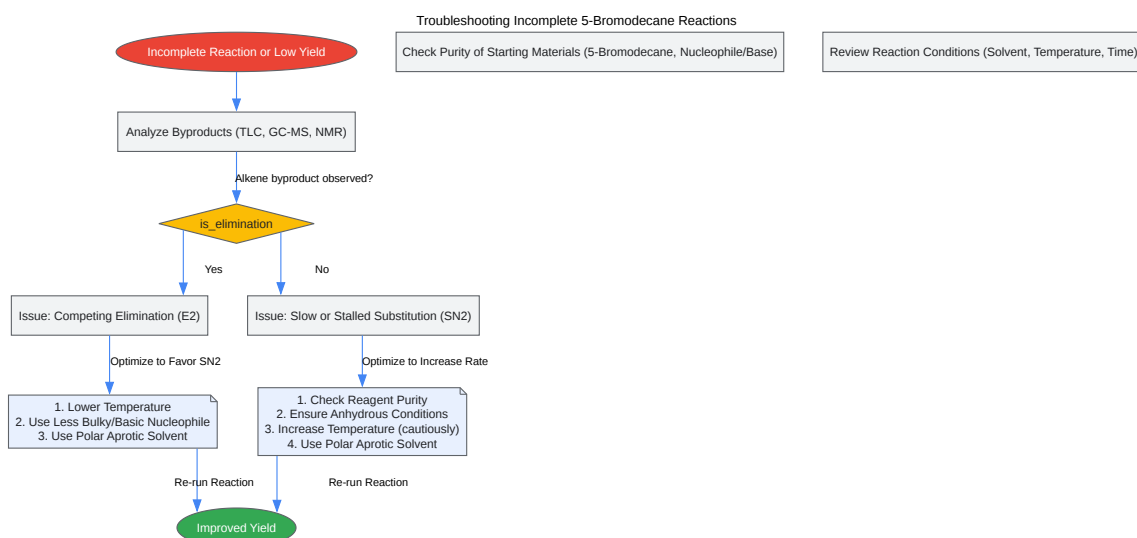 Troubleshooting Incomplete 5-Bromodecane Reactions
Incomplete Reaction or Low Yield
Check Purity of Starting Materials (5-Bromodecane, Nucleophile/Base)
Review Reaction Conditions (Solvent, Temperature, Time)
Analyze Byproducts (TLC, GC-MS, NMR)
Alkene byproduct observed?
is_elimination
Yes
No
Issue: Competing Elimination (E2)
Issue: Slow or Stalled Substitution (SN2)
Optimize to Favor SN2
Optimize to Increase Rate
1. Lower Temperature
2. Use Less Bulky/Basic Nucleophile
3. Use Polar Aprotic Solvent
1. Check Reagent Purity
2. Ensure Anhydrous Conditions
3. Increase Temperature (cautiously)
4. Use Polar Aprotic Solvent
Re-run Reaction
Re-run Reaction
Improved Yield